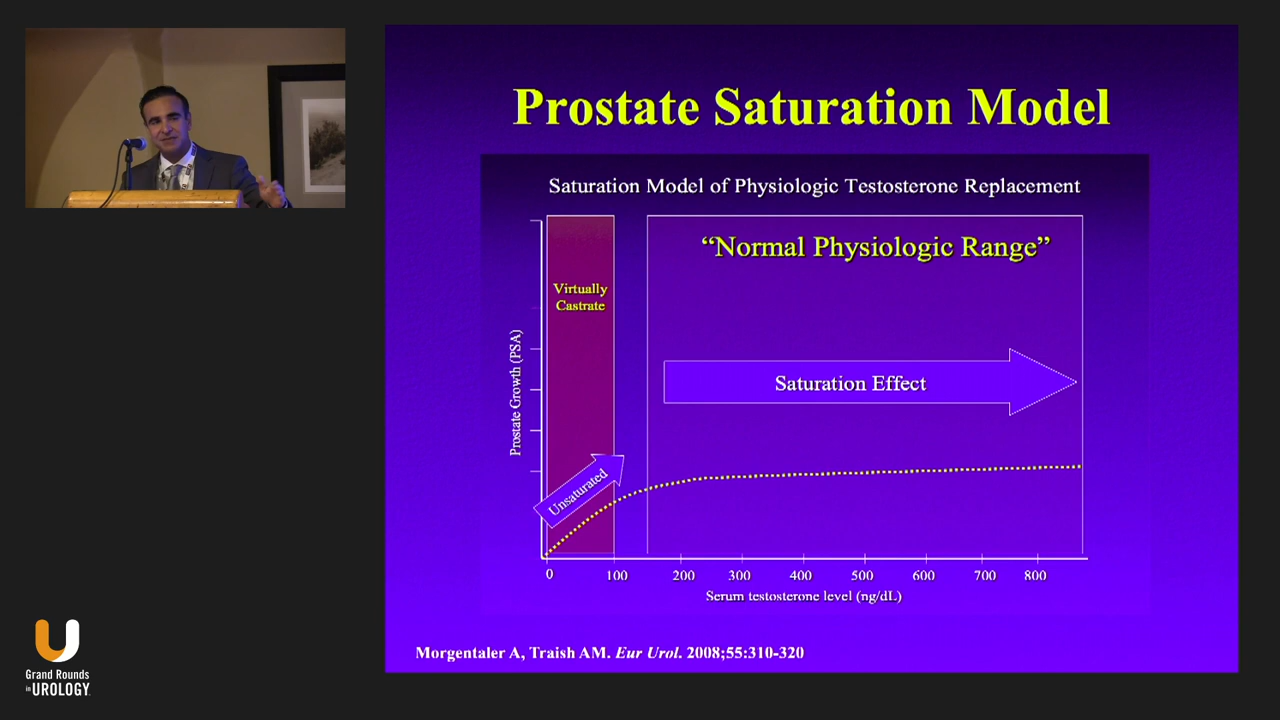 Prostate Saturation Model
Saturation Model of Physiologic Testosterone Replacement
“Normal Physiologic Range”
Virtually
Castrate
Saturation Effect
Unsaturated
Prostate Growth (PSA)
0 100 200 300 400 500 600 700 800
Serum testosterone level (ng/dL)
Morgentaler A, Traish AM. Eur Urol. 2008;55:310-320
Grand Rounds
in UROLOGY